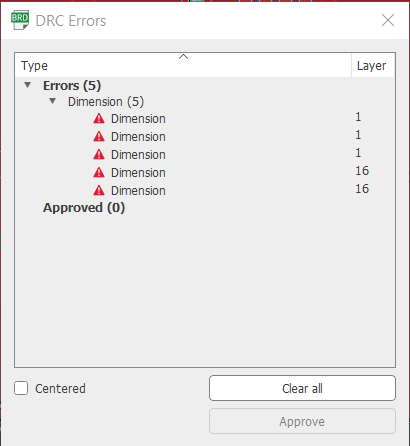 BRD DRC Errors
Type Layer
Errors (5)
Dimension (5)
Dimension 1
Dimension 1
Dimension 1
Dimension 16
Dimension 16
Approved (0)
Centered Clear all
Approve